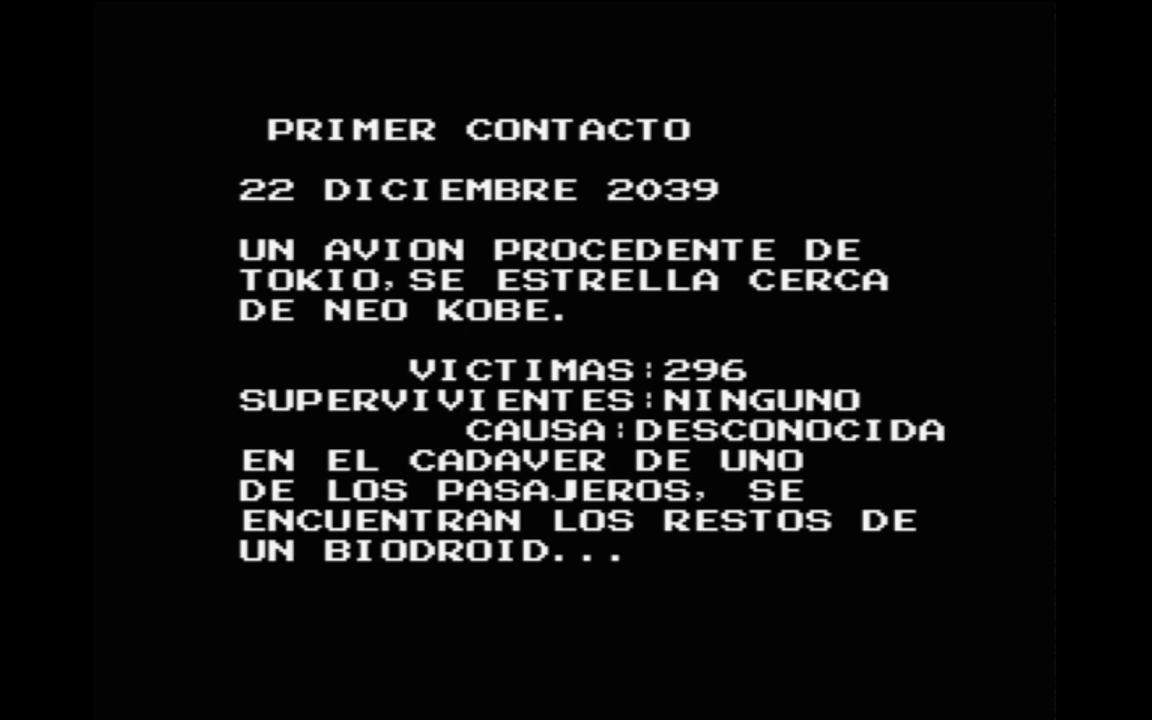 PRIMER CONTACTO
22 DICIEMBRE 2039
UN AVION PROCEDENTE DE
TOKIO,SE ESTRELLA CERCA
DE NEO KOBE.
VICTIMAS:296
SUPERVIVIENTES:NINGUNO
CAUSA:DESCONOCIDA
EN EL CADAVER DE UNO
DE LOS PASAJEROS, SE
ENCUENTRAN LOS RESTOS DE
UN BIODROID...